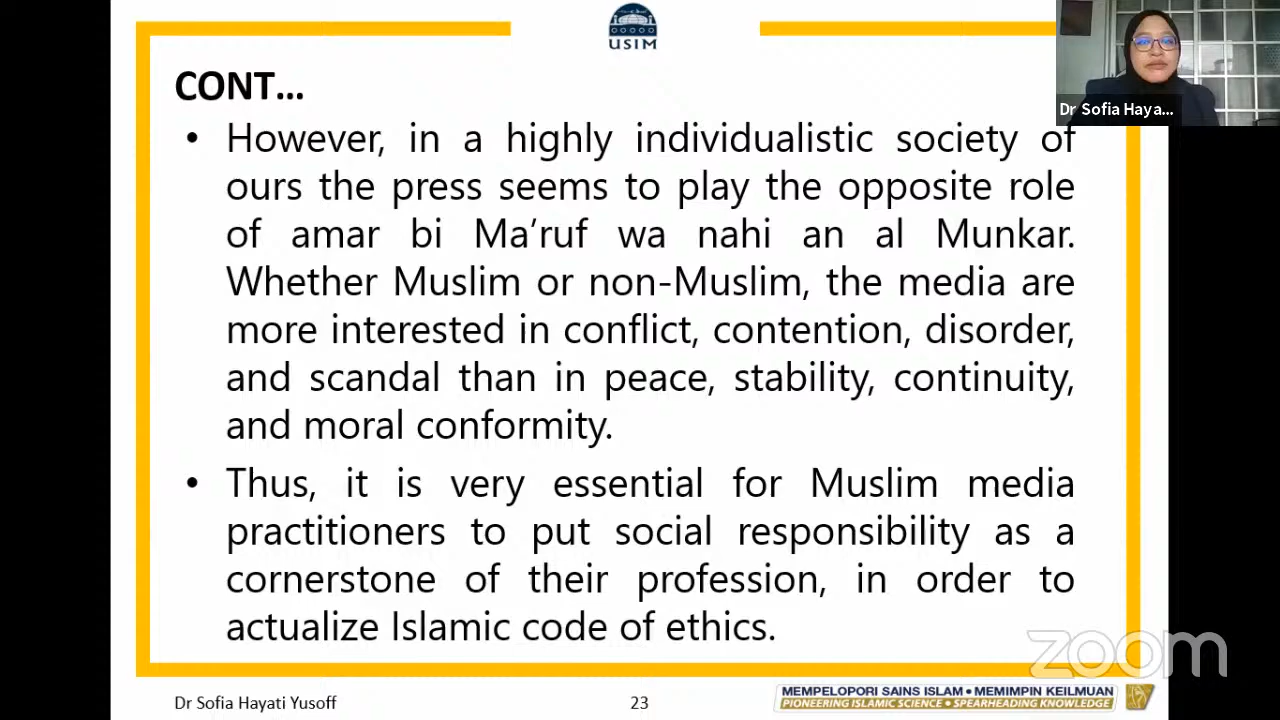 USIM
Dr Sofia Haya...
CONT...
• However, in a highly individualistic society of
ours the press seems to play the opposite role
of amar bi Ma’ruf wa nahi an al Munkar.
Whether Muslim or non-Muslim, the media are
more interested in conflict, contention, disorder,
and scandal than in peace, stability, continuity,
and moral conformity.
• Thus, it is very essential for Muslim media
practitioners to put social responsibility as a
cornerstone of their profession, in order to
actualize Islamic code of ethics.
zoom
Dr Sofia Hayati Yusoff
23
MEMPELOPORI SAINS ISLAM • MEMIMPIN KEILMUAN
PIONEERING ISLAMIC SCIENCE • SPEARHEADING KNOWLEDGE